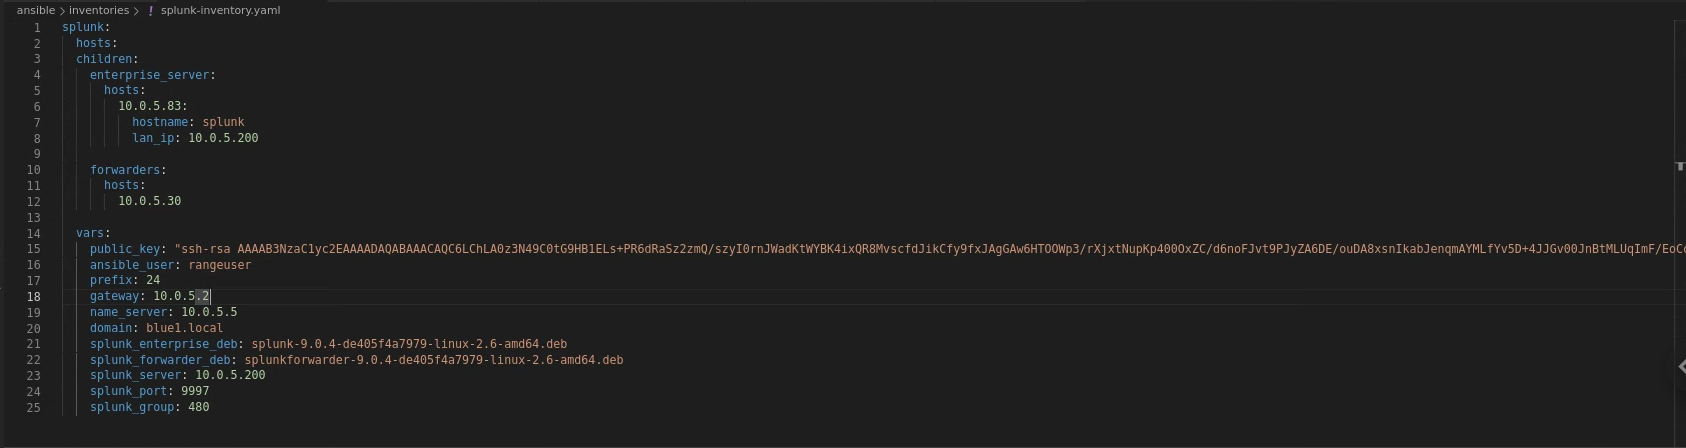 ansible > inventories > ! splunk-inventory.yaml
1 splunk:
2 hosts:
3 children:
4 enterprise_server:
5 hosts:
6 10.0.5.83:
7 hostname: splunk
8 lan_ip: 10.0.5.200
9
10 forwarders:
11 hosts:
12 10.0.5.30
13
14 vars:
15 public_key: "ssh-rsa AAAAB3NzaC1yc2EAAAADAQABAAACAQC6LChLA0z3N49C0tG9HB1ELs+PR6dRaSz2zmQ/szyI0rnJWadKtWYBK4ixQR8MvscfdJikCfy9fxJAgGAw6HTOOWp3/rXjxtNupKp400OxZC/d6noFJvt9PJyZA6DE/ouDA8xsnIkabJenqmAYMLfYv5D+4JJGv00JnBtMLUqImF/EoCc
16 ansible_user: rangeuser
17 prefix: 24
18 gateway: 10.0.5.2
19 name_server: 10.0.5.5
20 domain: blue1.local
21 splunk_enterprise_deb: splunk-9.0.4-de405f4a7979-linux-2.6-amd64.deb
22 splunk_forwarder_deb: splunkforwarder-9.0.4-de405f4a7979-linux-2.6-amd64.deb
23 splunk_server: 10.0.5.200
24 splunk_port: 9997
25 splunk_group: 480